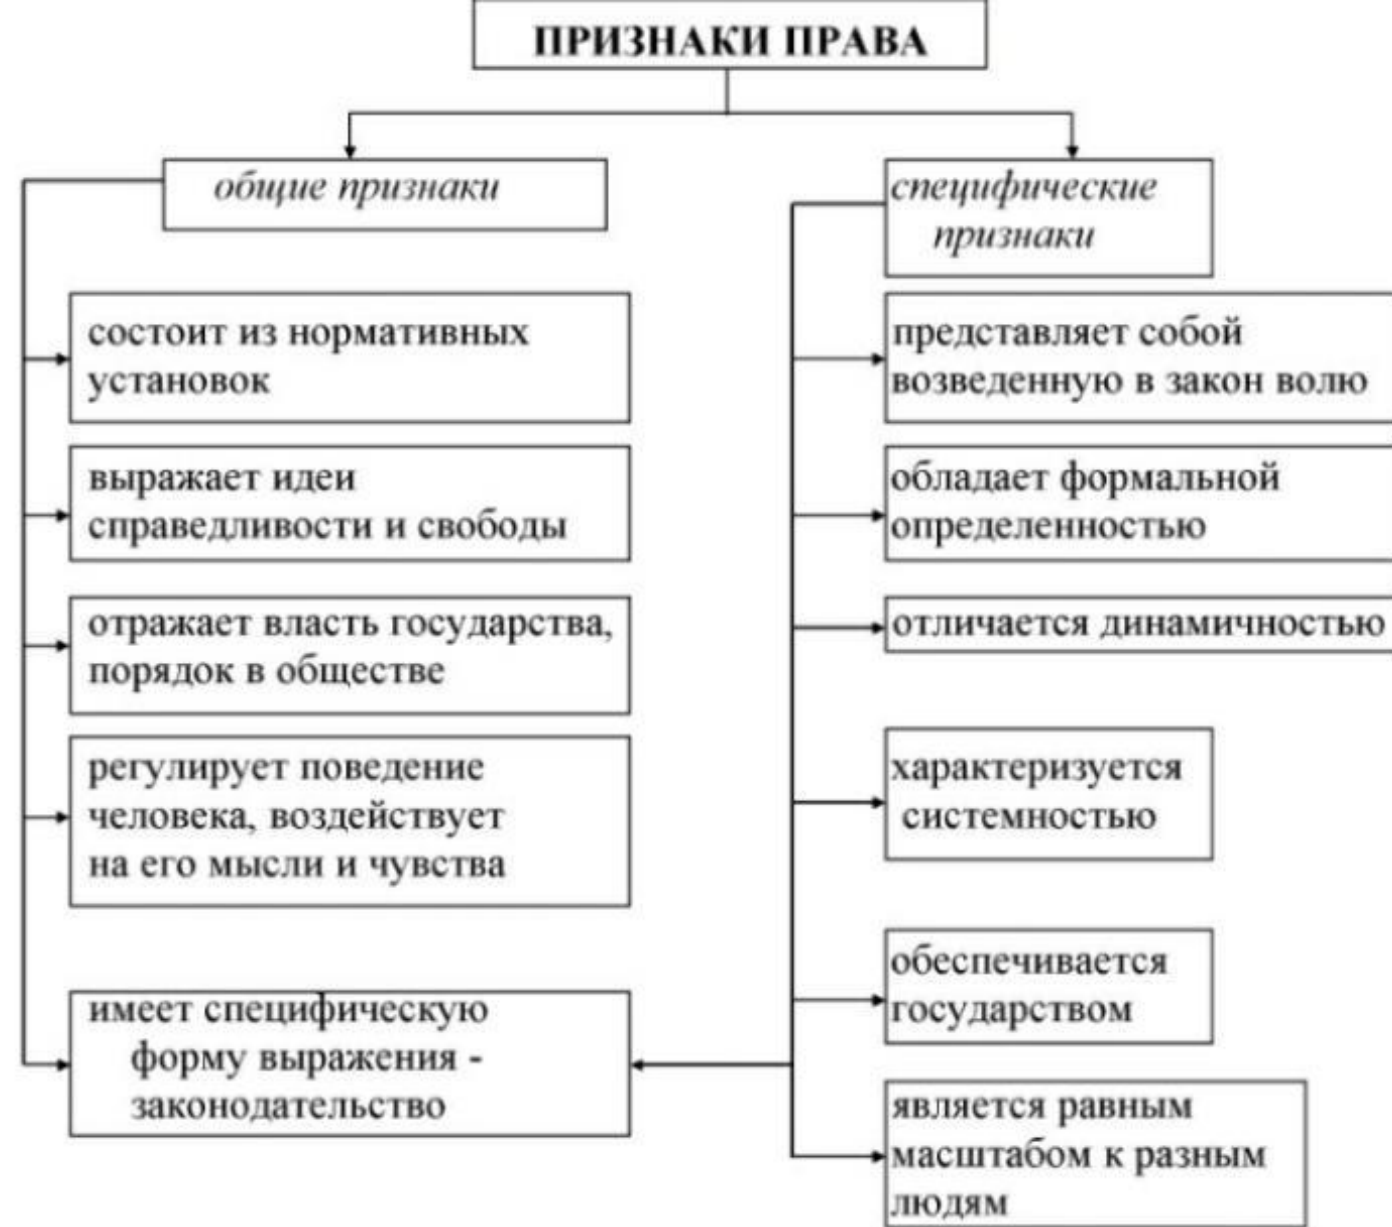 ПРИЗНАКИ ПРАВА
общие признаки
состоит из нормативных
установок
выражает идеи
справедливости и свободы
отражает власть государства,
порядок в обществе
регулирует поведение
человека, воздействует
на его мысли и чувства
имеет специфическую
форму выражения -
законодательство
специфические
признаки
представляет собой
возведенную в закон волю
обладает формальной
определенностью
отличается динамичностью
характеризуется
системностью
обеспечивается
государством
является равным
масштабом к разным
людям